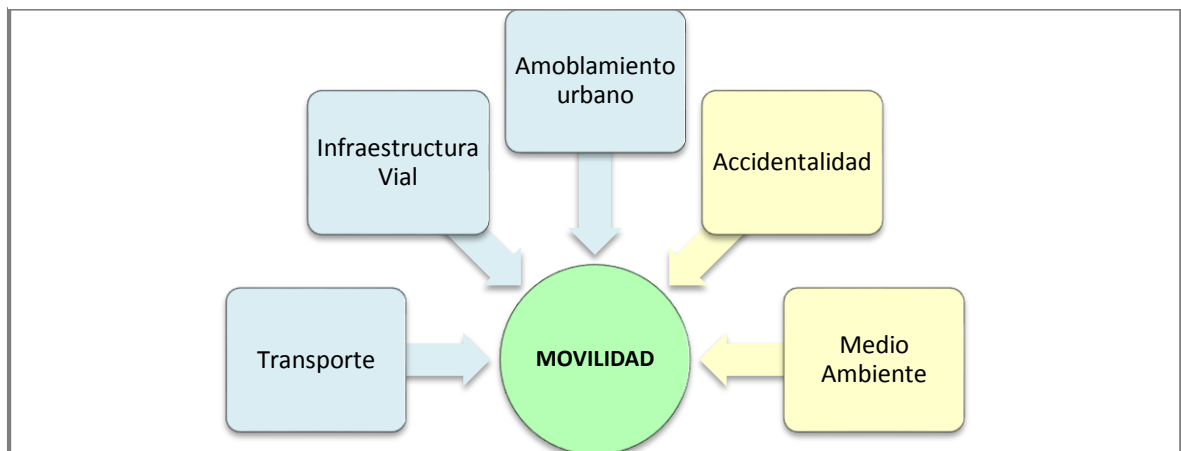 Amoblamiento
urbano
Infraestructura
Vial
Accidentalidad
Transporte
MOVILIDAD
Medio
Ambiente